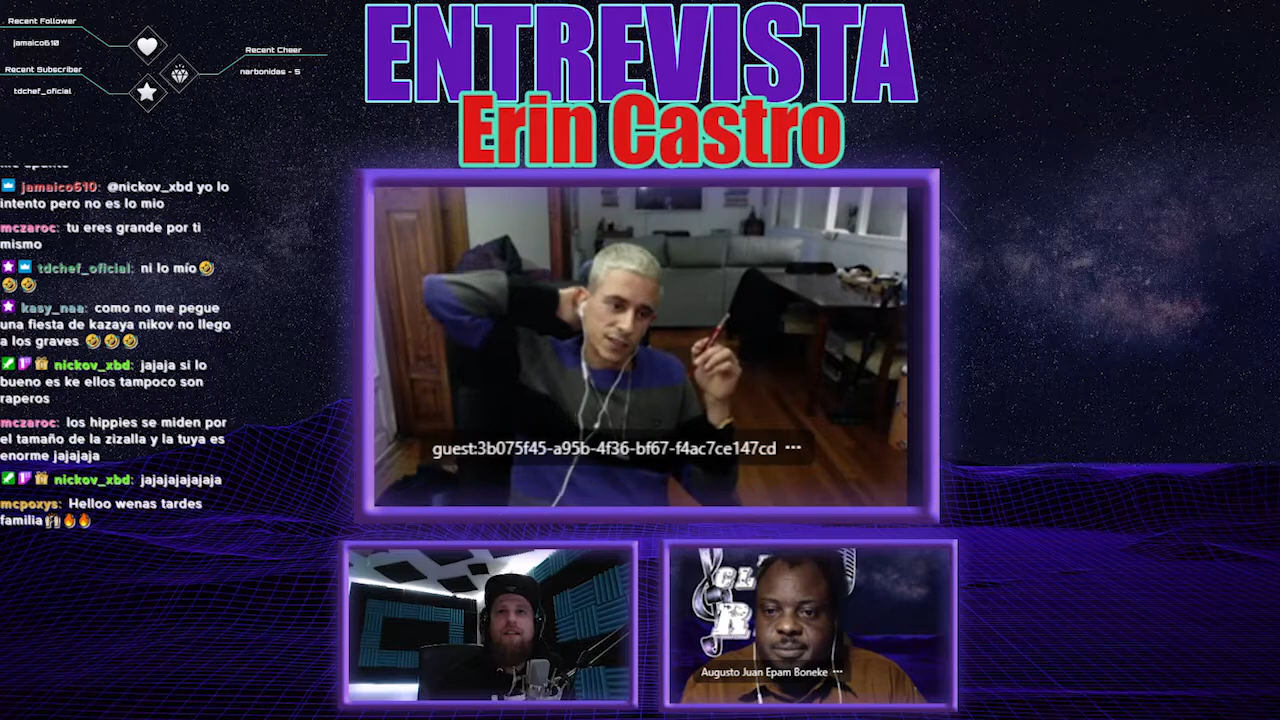 Recent Follower
jamaico610
Recent Subscriber
tdchef_oficial
Recent Cheer
narbonidas - 5
ENTREVISTA
Erin Castro
jamaico610: @nickov_xbd yo lo
intento pero no es lo mio
mczaroc: tu eres grande por ti
mismo
tdchef_oficial: ni lo mío🤣
🤣🤣
kasy_naa: como no me pegue
una fiesta de kazaya nikov no llego
a los graves 🤣🤣🤣
nickov_xbd: jajaja si lo
bueno es ke ellos tampoco son
raperos
mczaroc: los hippies se miden por
el tamaño de la zizalla y la tuya es
enorme jajajaja
nickov_xbd: jajajajajajaja
mcpoxys: Helloo wenas tardes
familia🙌🔥🔥
guest:3b075f45-a95b-4f36-bf67-f4ac7ce147cd ···
Augusto Juan Epam Boneke ···